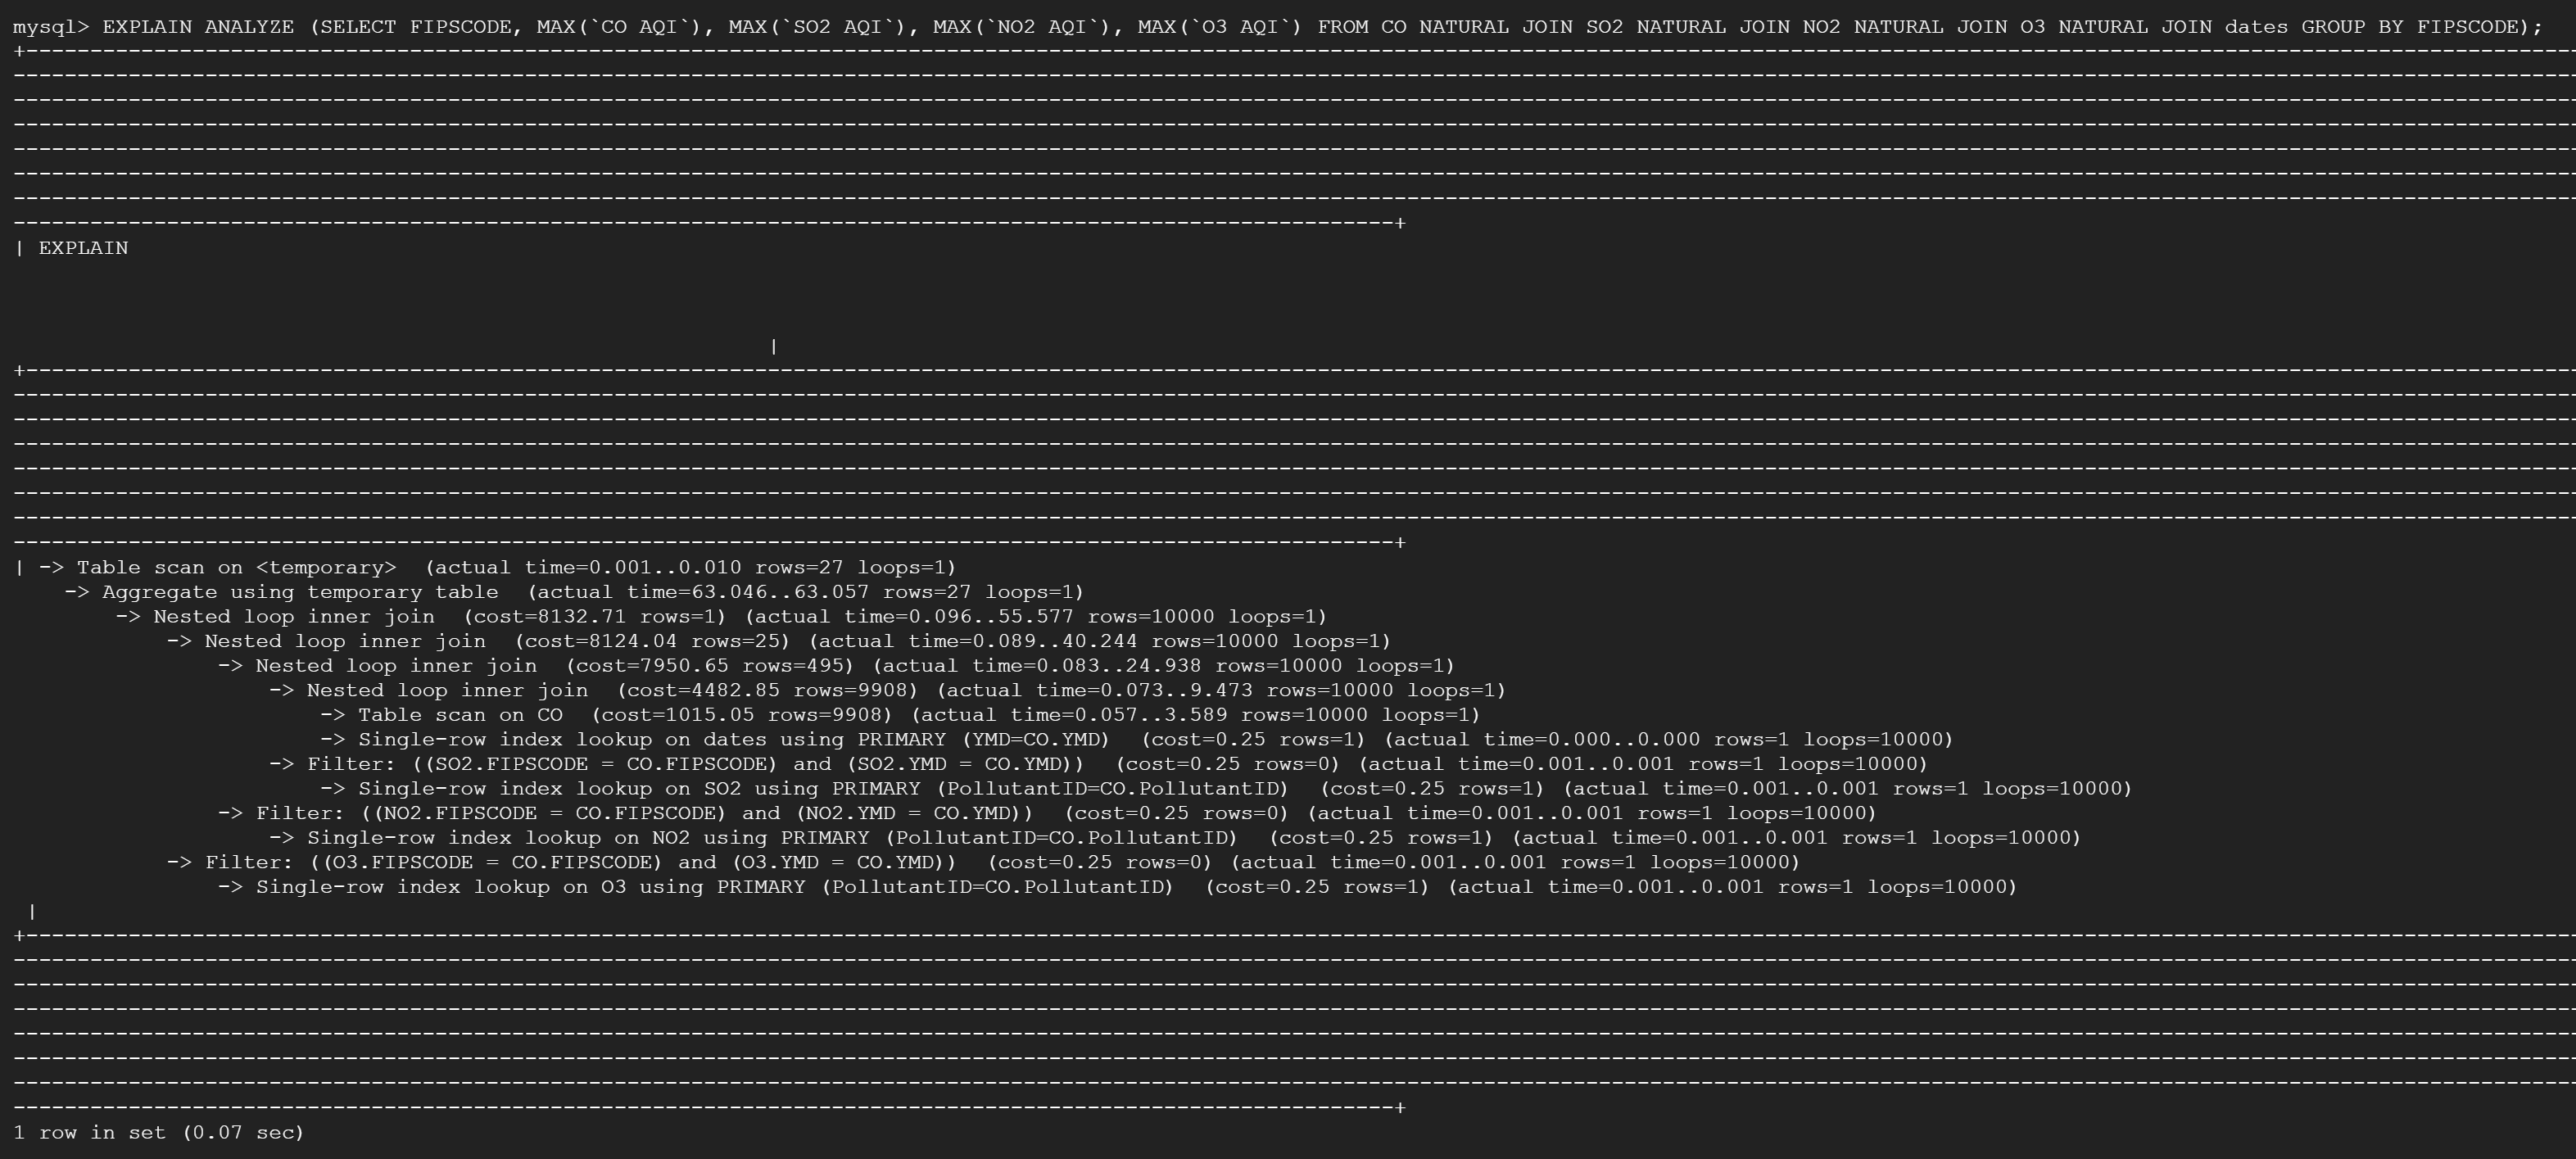 mysql> EXPLAIN ANALYZE (SELECT FIPSCODE, MAX(`CO AQI`), MAX(`SO2 AQI`), MAX(`NO2 AQI`), MAX(`O3 AQI`) FROM CO NATURAL JOIN SO2 NATURAL JOIN NO2 NATURAL JOIN O3 NATURAL JOIN dates GROUP BY FIPSCODE);
| EXPLAIN
|
| -> Table scan on <temporary>  (actual time=0.001..0.010 rows=27 loops=1)
    -> Aggregate using temporary table  (actual time=63.046..63.057 rows=27 loops=1)
        -> Nested loop inner join  (cost=8132.71 rows=1) (actual time=0.096..55.577 rows=10000 loops=1)
            -> Nested loop inner join  (cost=8124.04 rows=25) (actual time=0.089..40.244 rows=10000 loops=1)
                -> Nested loop inner join  (cost=7950.65 rows=495) (actual time=0.083..24.938 rows=10000 loops=1)
                    -> Nested loop inner join  (cost=4482.85 rows=9908) (actual time=0.073..9.473 rows=10000 loops=1)
                        -> Table scan on CO  (cost=1015.05 rows=9908) (actual time=0.057..3.589 rows=10000 loops=1)
                        -> Single-row index lookup on dates using PRIMARY (YMD=CO.YMD)  (cost=0.25 rows=1) (actual time=0.000..0.000 rows=1 loops=10000)
                    -> Filter: ((SO2.FIPSCODE = CO.FIPSCODE) and (SO2.YMD = CO.YMD))  (cost=0.25 rows=0) (actual time=0.001..0.001 rows=1 loops=10000)
                        -> Single-row index lookup on SO2 using PRIMARY (PollutantID=CO.PollutantID)  (cost=0.25 rows=1) (actual time=0.001..0.001 rows=1 loops=10000)
                -> Filter: ((NO2.FIPSCODE = CO.FIPSCODE) and (NO2.YMD = CO.YMD))  (cost=0.25 rows=0) (actual time=0.001..0.001 rows=1 loops=10000)
                    -> Single-row index lookup on NO2 using PRIMARY (PollutantID=CO.PollutantID)  (cost=0.25 rows=1) (actual time=0.001..0.001 rows=1 loops=10000)
            -> Filter: ((O3.FIPSCODE = CO.FIPSCODE) and (O3.YMD = CO.YMD))  (cost=0.25 rows=0) (actual time=0.001..0.001 rows=1 loops=10000)
                -> Single-row index lookup on O3 using PRIMARY (PollutantID=CO.PollutantID)  (cost=0.25 rows=1) (actual time=0.001..0.001 rows=1 loops=10000)
 |
1 row in set (0.07 sec)